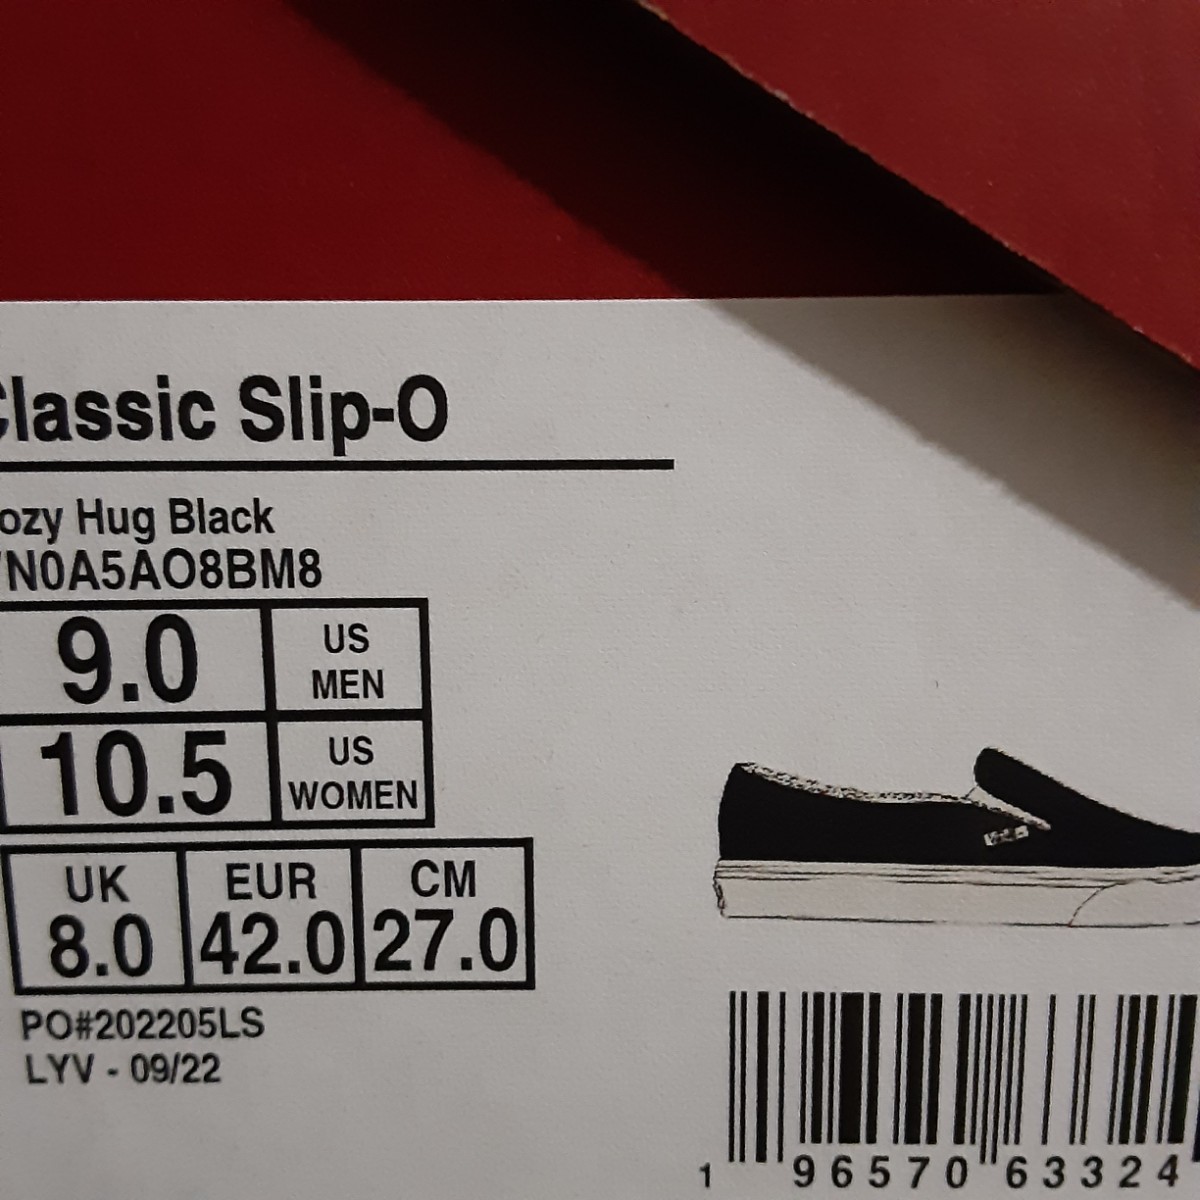 Classic Slip-O
ozy Hug Black
VN0A5AO8BM8
9.0 US MEN
10.5 US WOMEN
UK EUR CM
8.0 42.0 27.0
PO#202205LS
LYV - 09/22
1 96570 63324